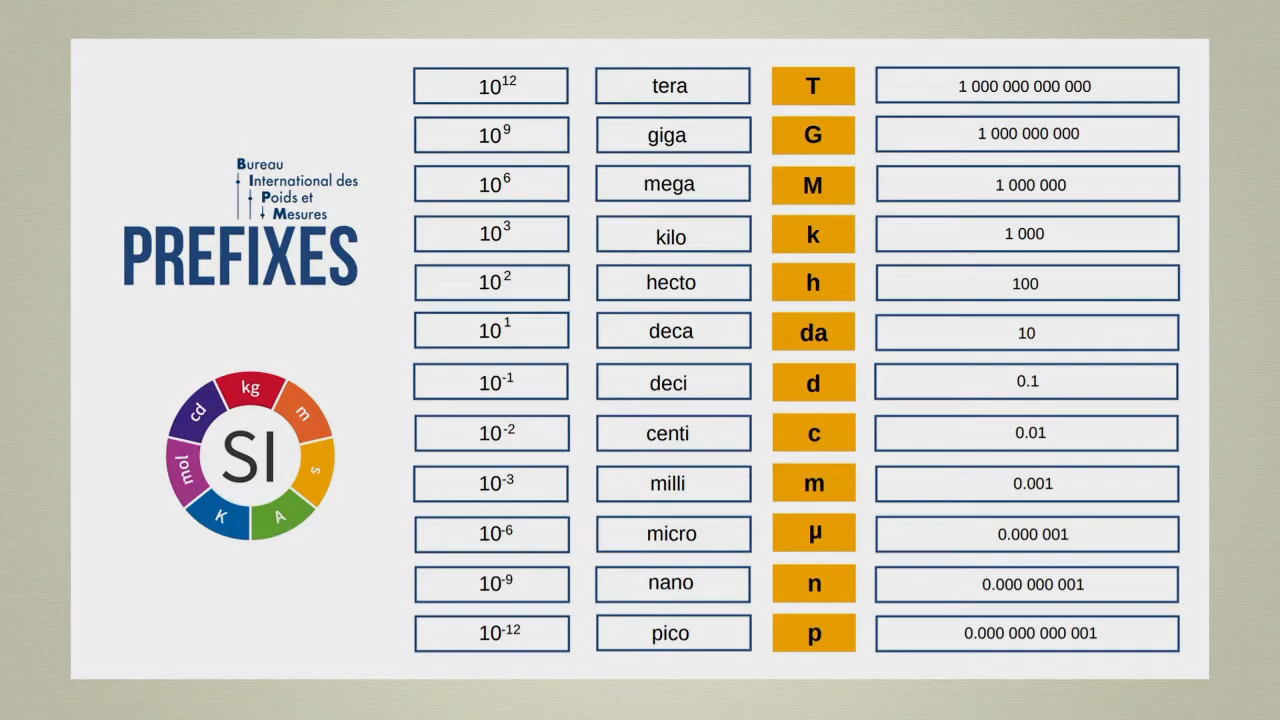 Bureau
International des
Poids et
Mesures
PREFIXES
kg
m
s
A
K
mol
cd
SI
10¹² tera T 1 000 000 000 000
10⁹ giga G 1 000 000 000
10⁶ mega M 1 000 000
10³ kilo k 1 000
10² hecto h 100
10¹ deca da 10
10⁻¹ deci d 0.1
10⁻² centi c 0.01
10⁻³ milli m 0.001
10⁻⁶ micro µ 0.000 001
10⁻⁹ nano n 0.000 000 001
10⁻¹² pico p 0.000 000 000 001